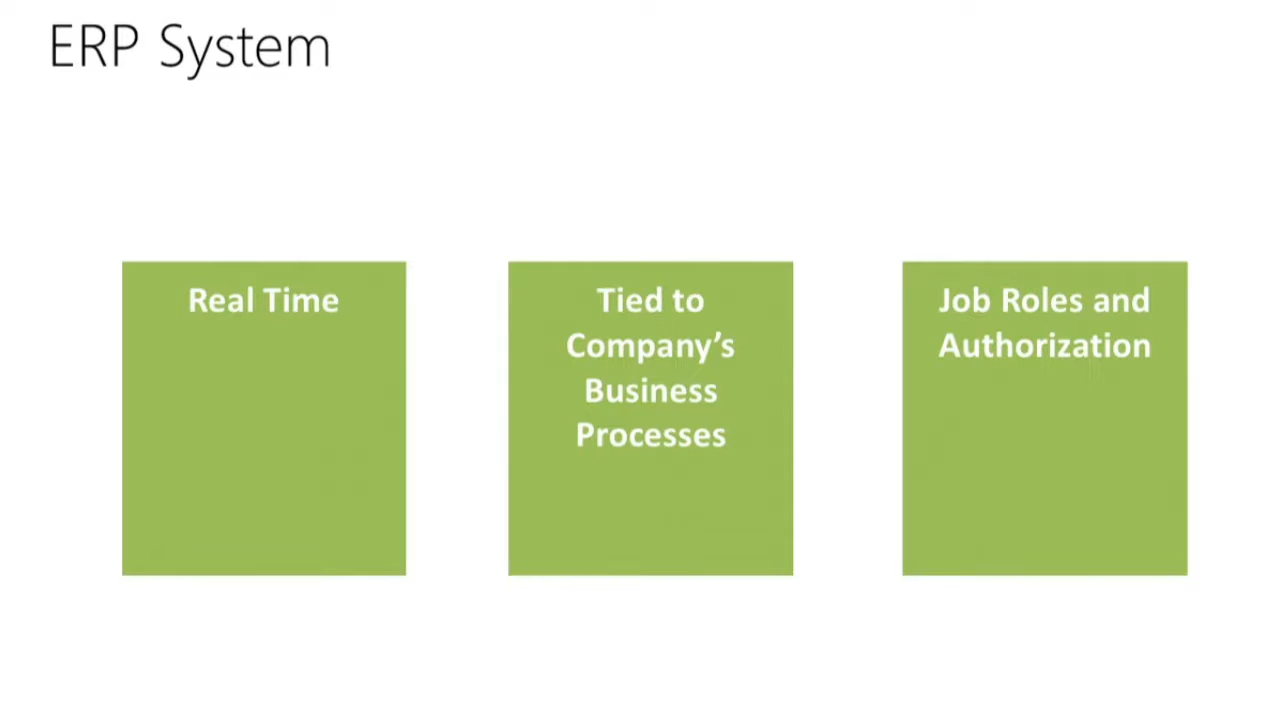 ERP System
Real Time
Tied to
Company’s
Business
Processes
Job Roles and
Authorization